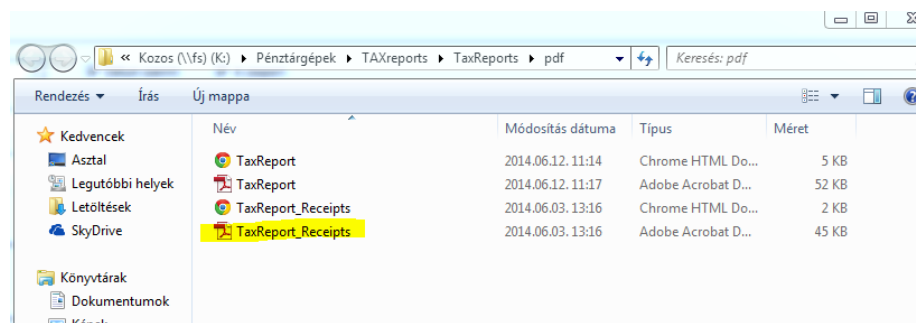 « Kozos (\\fs) (K:) ▸ Pénztárgépek ▸ TAXreports ▸ TaxReports ▸ pdf
Keresés: pdf
Rendezés Írás Új mappa
Kedvencek
Asztal
Legutóbbi helyek
Letöltések
SkyDrive
Könyvtárak
Dokumentumok
Képek
Név Módosítás dátuma Típus Méret
TaxReport 2014.06.12. 11:14 Chrome HTML Do... 5 KB
TaxReport 2014.06.12. 11:17 Adobe Acrobat D... 52 KB
TaxReport_Receipts 2014.06.03. 13:16 Chrome HTML Do... 2 KB
TaxReport_Receipts 2014.06.03. 13:16 Adobe Acrobat D... 45 KB